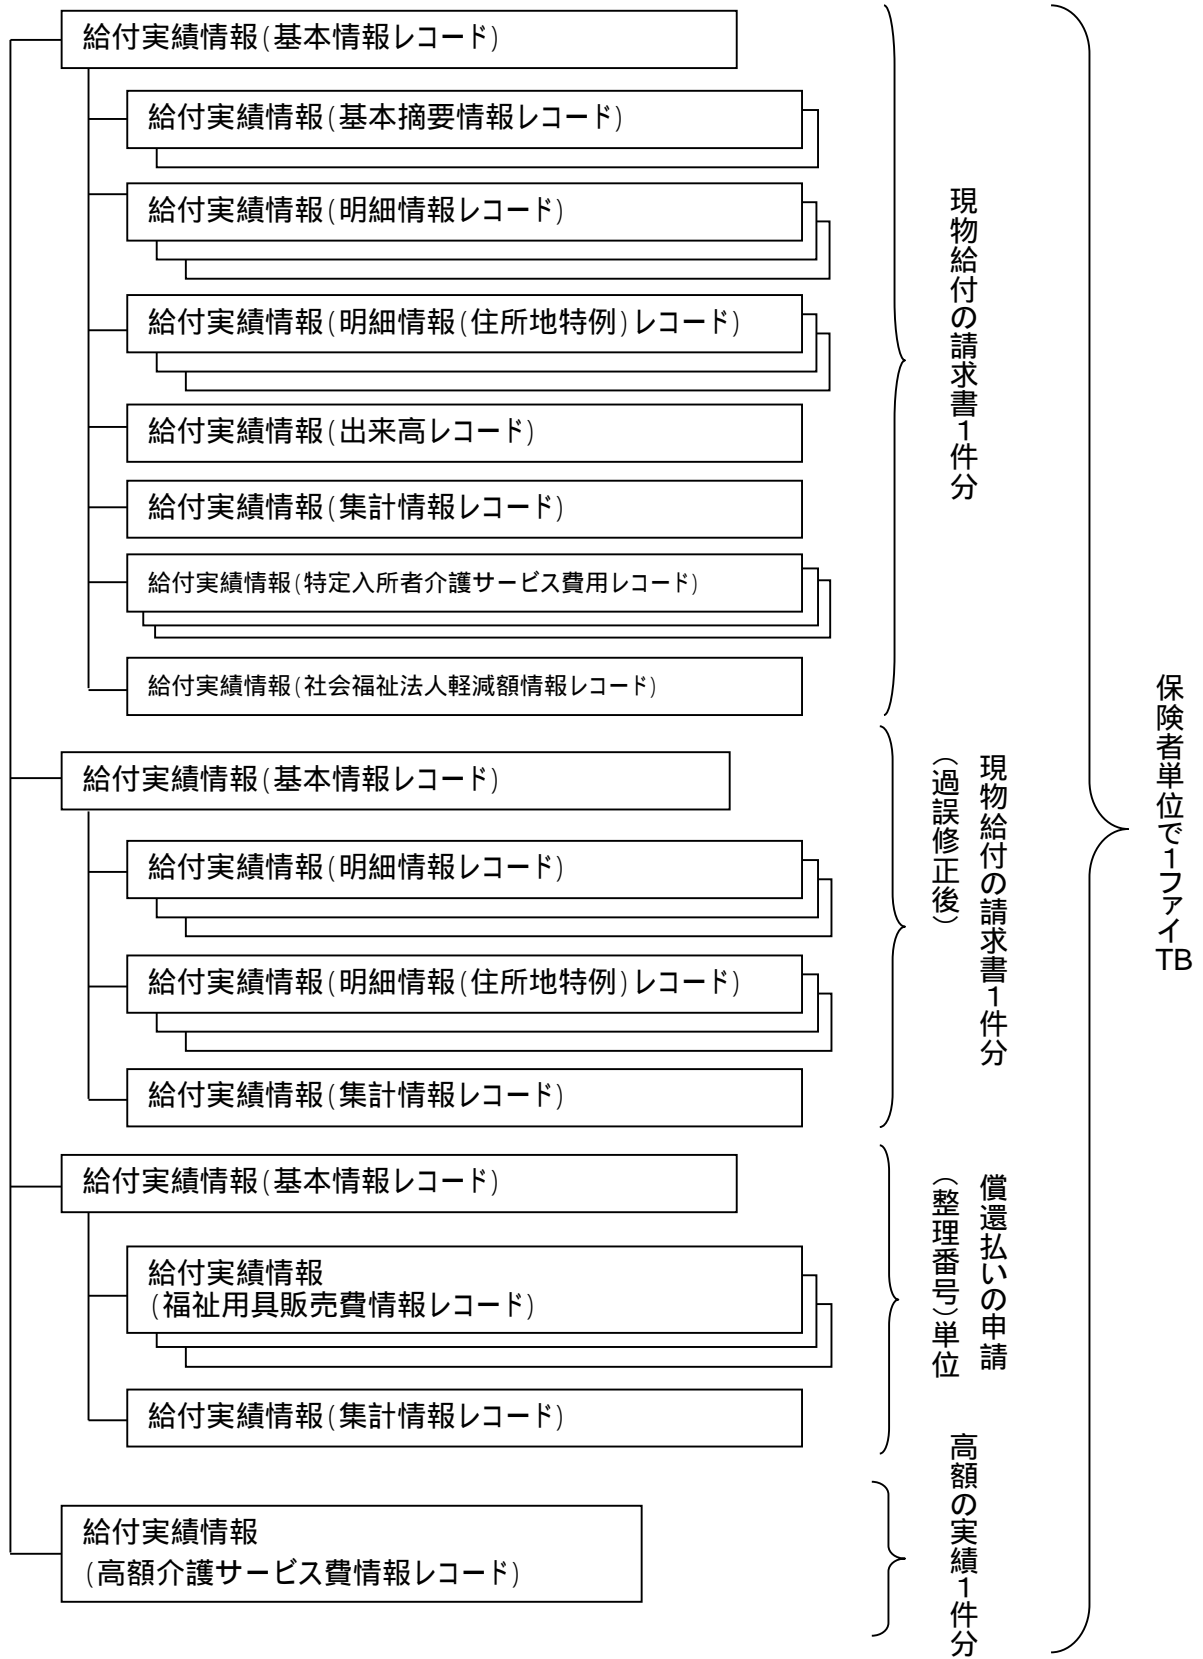 給付実績情報(基本情報レコード)
給付実績情報(基本摘要情報レコード)
給付実績情報(明細情報レコード)
給付実績情報(明細情報(住所地特例)レコード)
給付実績情報(出来高レコード)
給付実績情報(集計情報レコード)
給付実績情報(特定入所者介護サービス費用レコード)
給付実績情報(社会福祉法人軽減額情報レコード)
現物給付の請求書1件分
給付実績情報(基本情報レコード)
給付実績情報(明細情報レコード)
給付実績情報(明細情報(住所地特例)レコード)
給付実績情報(集計情報レコード)
現物給付の請求書1件分
(過誤修正後)
給付実績情報(基本情報レコード)
給付実績情報
(福祉用具販売費情報レコード)
給付実績情報(集計情報レコード)
償還払いの申請
(整理番号)単位
給付実績情報
(高額介護サービス費情報レコード)
高額の実績1件分
保険者単位で1ファイ
TB